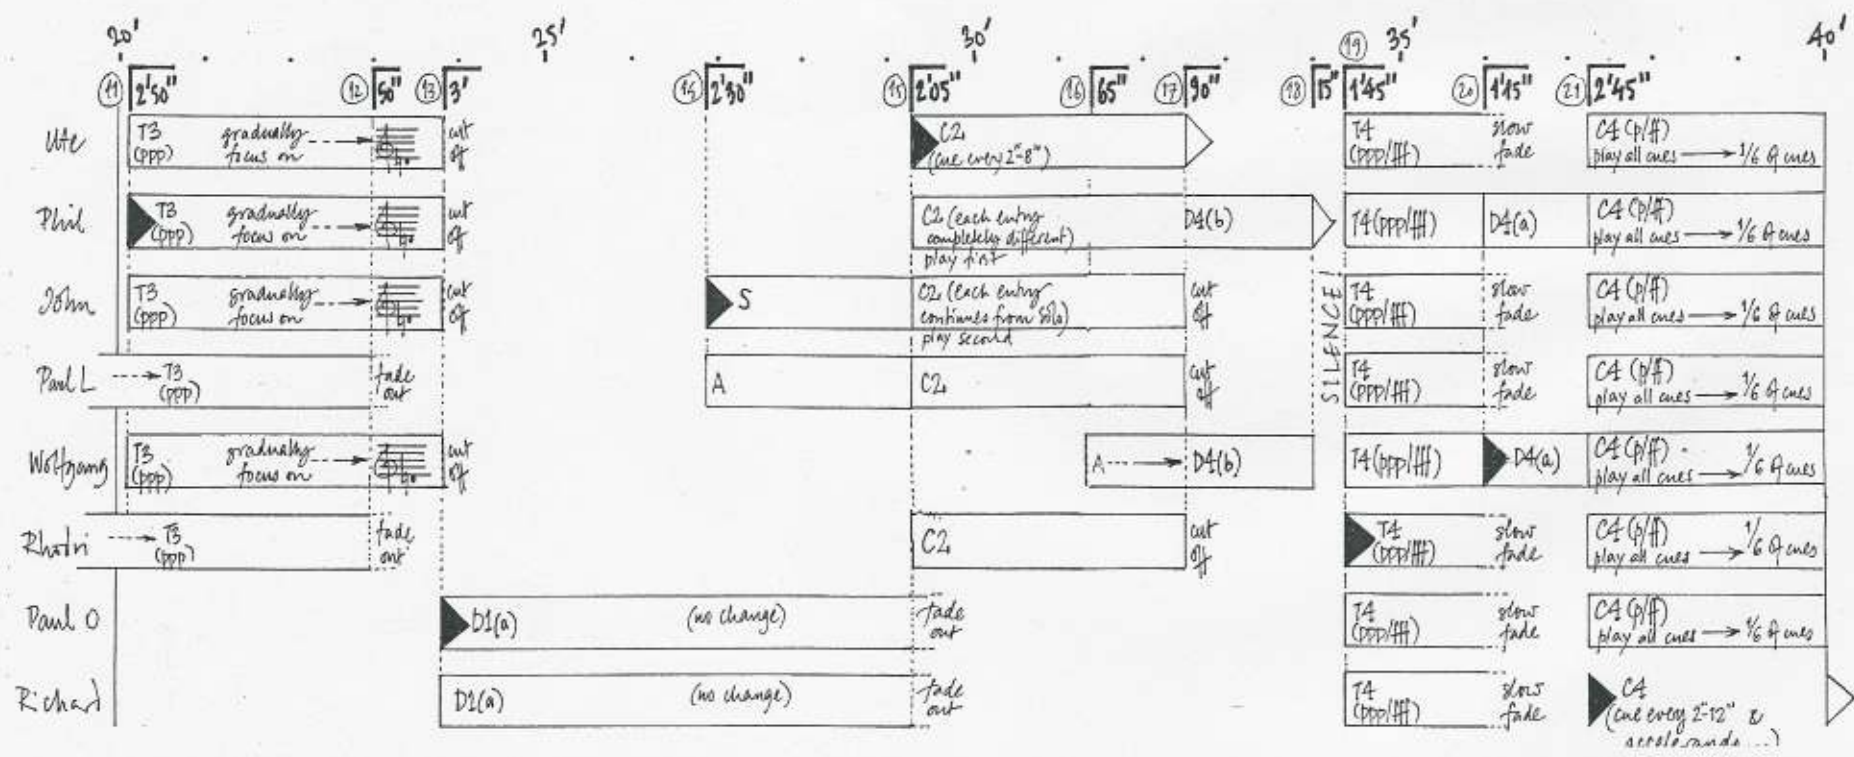 20' 25' 30' 35' 40'
11 2'50" 12 50" 13 3' 14 2'30" 15 2'05" 16 65" 17 90" 18 15" 19 1'45" 20 1'15" 21 2'45"
Ute T3 gradually cut C2 T4 slow C4 (p/ff)
(ppp) focus on off (cue every 2"-8") (ppp/fff) fade play all cues → 1/6 of cues
Phil T3 gradually cut C2 (each entry D4(b) T4(ppp/fff) D4(a) C4 (p/ff)
(ppp) focus on off completely different) play all cues → 1/6 of cues
play first
John T3 gradually cut S C2 (each entry cut T4 slow C4 (p/ff)
(ppp) focus on off continues from solo) off (ppp/fff) fade play all cues → 1/6 of cues
play second
SILENCE!
Paul L → T3 fade A C2 cut T4 slow C4 (p/ff)
(ppp) out off (ppp/fff) fade play all cues → 1/6 of cues
Wolfgang T3 gradually cut A → D4(b) T4(ppp/fff) D4(a) C4 (p/ff)
(ppp) focus on off play all cues → 1/6 of cues
Rhodri → T3 fade C2 cut T4 slow C4 (p/ff)
(ppp) out off (ppp/fff) fade play all cues → 1/6 of cues
Paul O D1(a) (no change) fade T4 slow C4 (p/ff)
out (ppp/fff) fade play all cues → 1/6 of cues
Richard D1(a) (no change) fade T4 slow C4
out (ppp/fff) fade (cue every 2"-12" &
accelerando...)